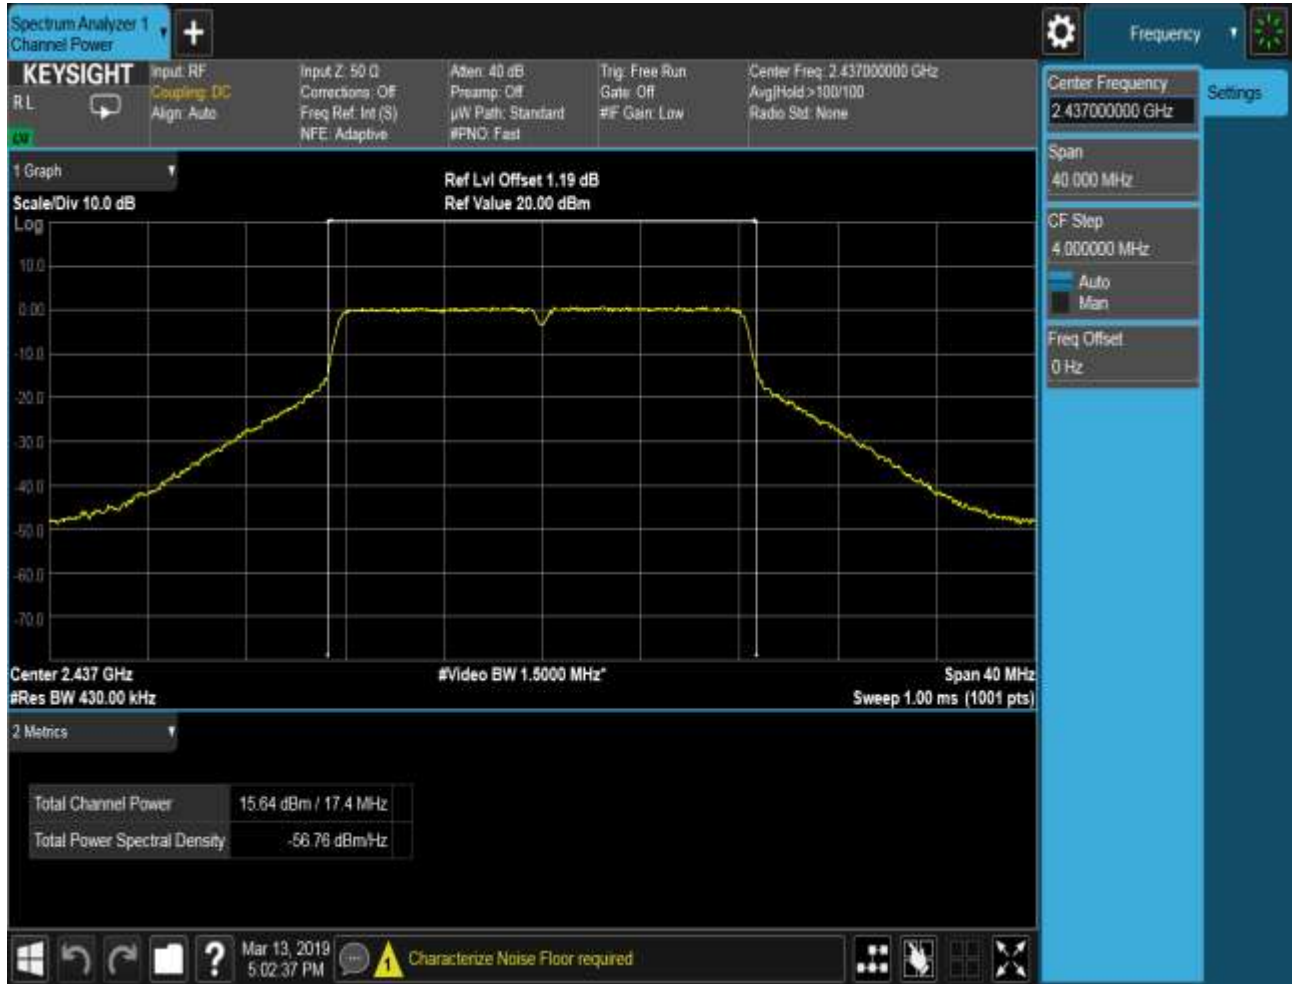 Spectrum Analyzer 1
Channel Power
+
Frequency
KEYSIGHT
RL
Input: RF
Coupling: DC
Align: Auto
Input Z: 50 Ω
Corrections: Off
Freq Ref: Int (S)
NFE: Adaptive
Atten: 40 dB
Preamp: Off
µW Path: Standard
#PNO: Fast
Trig: Free Run
Gate: Off
#IF Gain: Low
Center Freq: 2.437000000 GHz
Avg|Hold:>100/100
Radio Std: None
Center Frequency
2.437000000 GHz
Settings
Span
40.000 MHz
CF Step
4.000000 MHz
Auto
Man
Freq Offset
0 Hz
1 Graph
Scale/Div 10.0 dB
Ref Lvl Offset 1.19 dB
Ref Value 20.00 dBm
Log
10.0
0.00
-10.0
-20.0
-30.0
-40.0
-50.0
-60.0
-70.0
Center 2.437 GHz
#Video BW 1.5000 MHz*
Span 40 MHz
#Res BW 430.00 kHz
Sweep 1.00 ms (1001 pts)
2 Metrics
Total Channel Power 15.64 dBm / 17.4 MHz
Total Power Spectral Density -56.76 dBm/Hz
?
Mar 13, 2019
5:02:37 PM
1
Characterize Noise Floor required